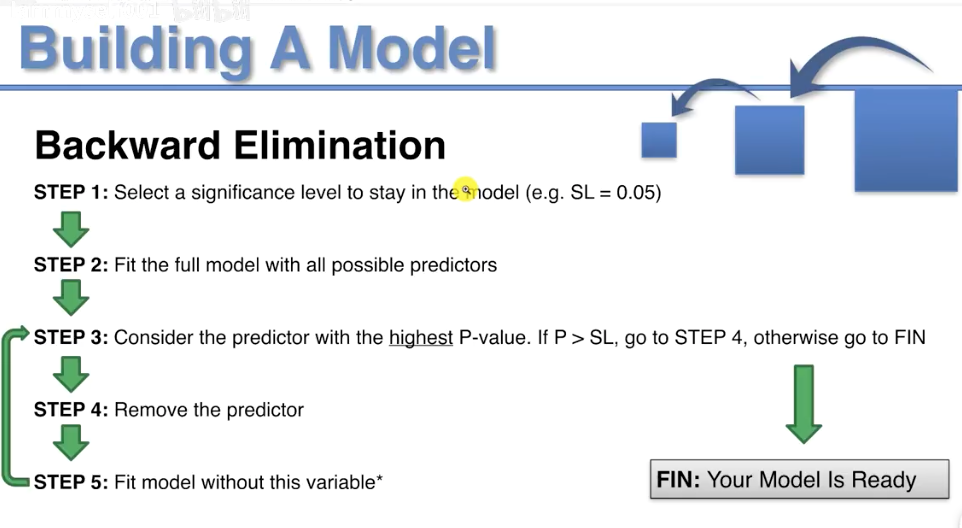 Building A Model
Backward Elimination
STEP 1: Select a significance level to stay in the model (e.g. SL = 0.05)
STEP 2: Fit the full model with all possible predictors
STEP 3: Consider the predictor with the highest P-value. If P > SL, go to STEP 4, otherwise go to FIN
STEP 4: Remove the predictor
STEP 5: Fit model without this variable*
FIN: Your Model Is Ready